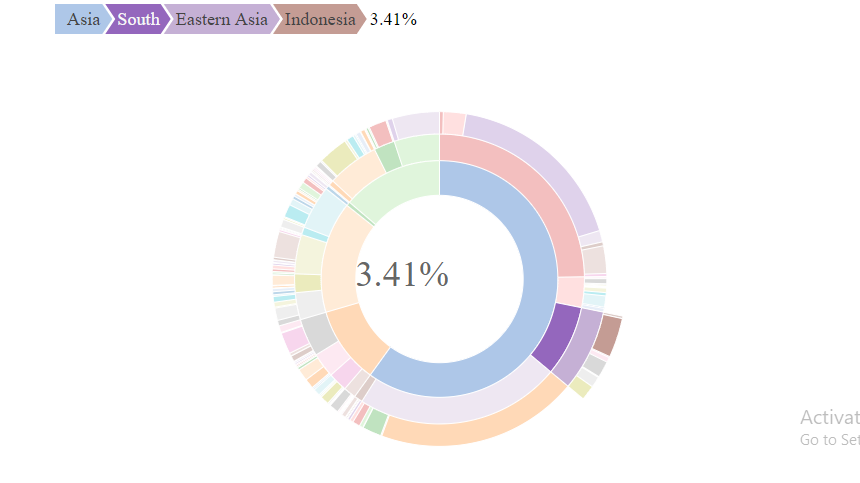 Asia South Eastern Asia Indonesia 3.41%
3.41%
Activat
Go to Set